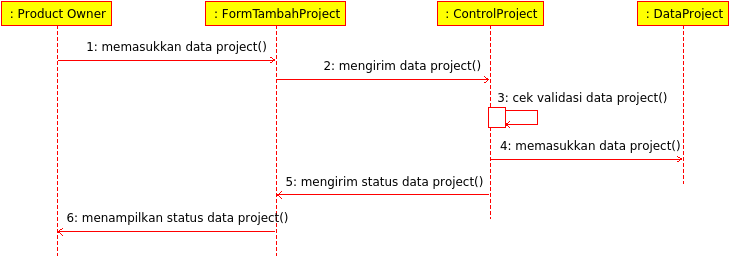 : Product Owner
: FormTambahProject
: ControlProject
: DataProject
1: memasukkan data project()
2: mengirim data project()
3: cek validasi data project()
4: memasukkan data project()
5: mengirim status data project()
6: menampilkan status data project()